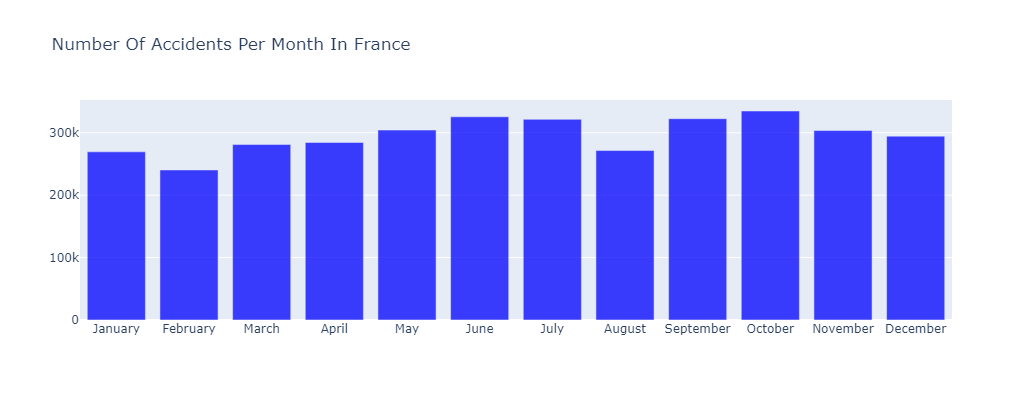 Number Of Accidents Per Month In France
300k
200k
100k
0
January February March April May June July August September October November December